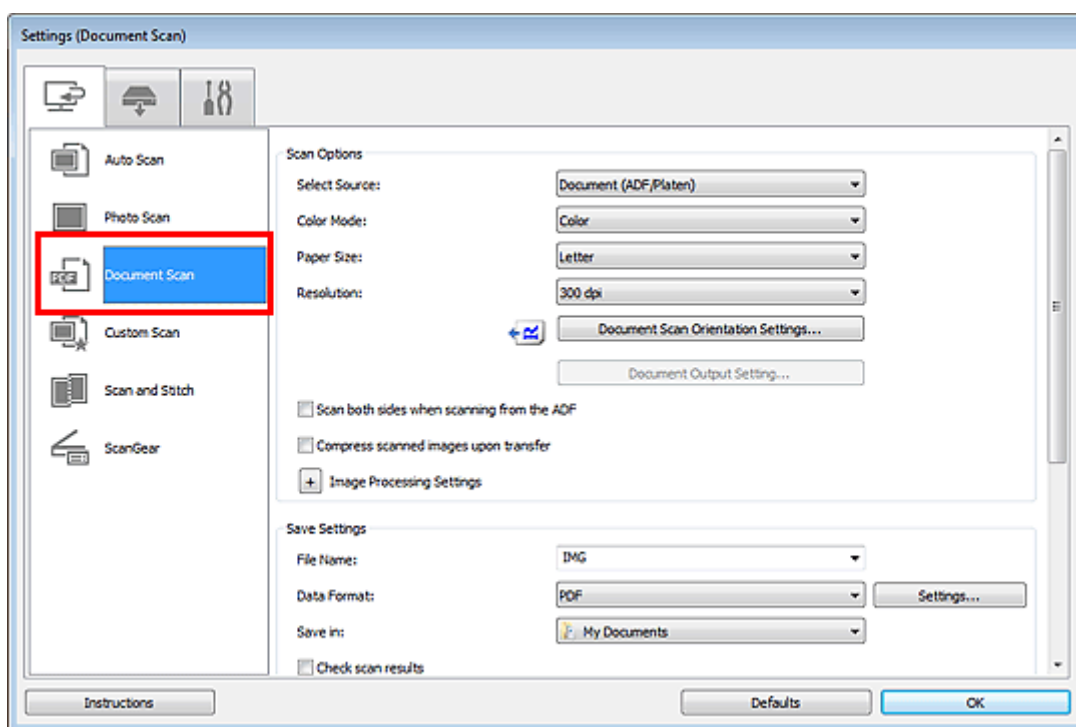 Settings (Document Scan)
Auto Scan
Photo Scan
PDF
Document Scan
Custom Scan
Scan and Stitch
ScanGear
Scan Options
Select Source: Document (ADF/Platen)
Color Mode: Color
Paper Size: Letter
Resolution: 300 dpi
Document Scan Orientation Settings...
Document Output Setting...
Scan both sides when scanning from the ADF
Compress scanned images upon transfer
+ Image Processing Settings
Save Settings
File Name: IMG
Data Format: PDF Settings...
Save in: My Documents
Check scan results
Instructions Defaults OK